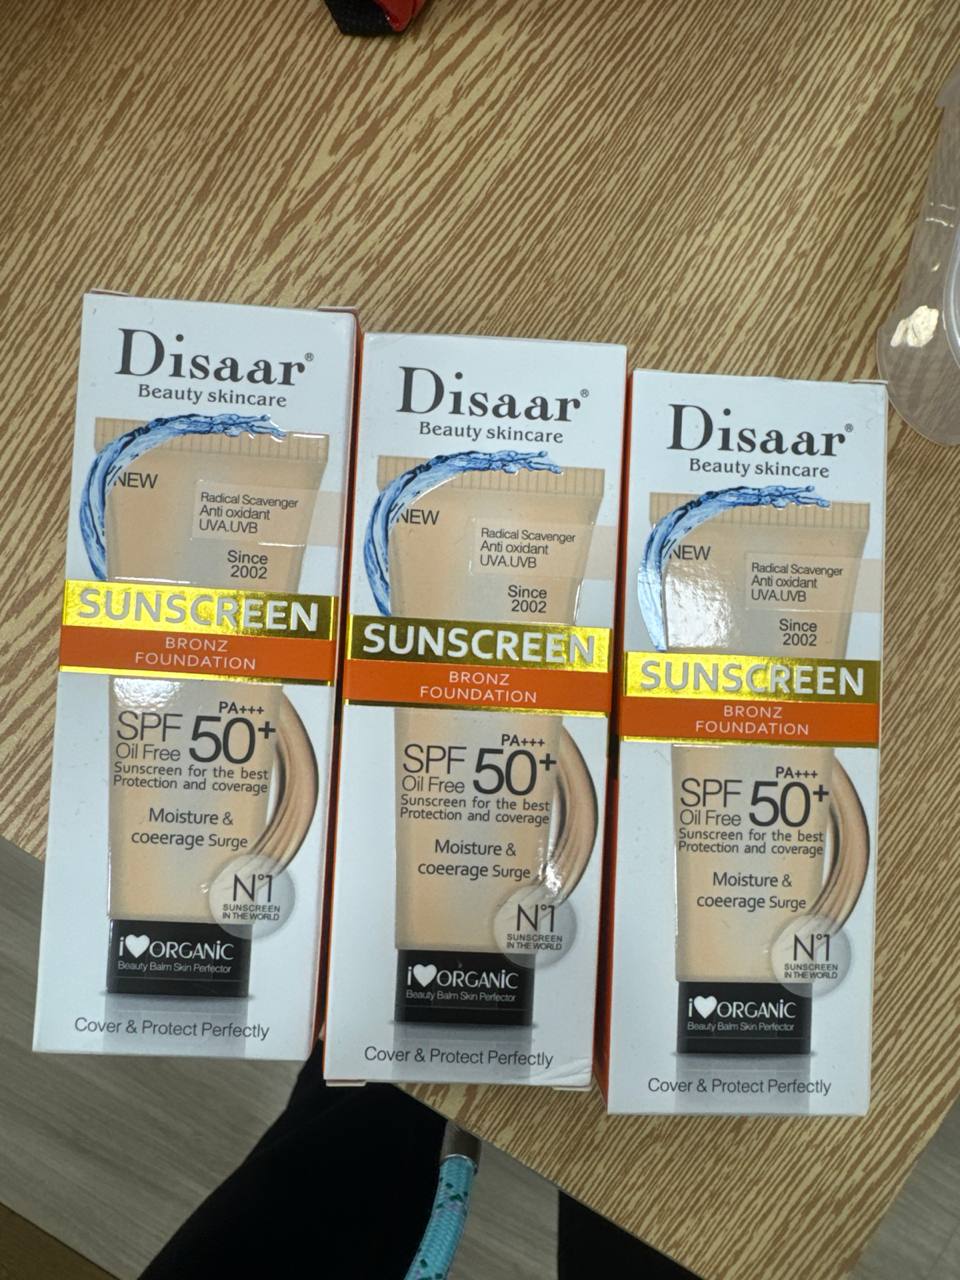 Disaar®
Beauty skincare
NEW
Radical Scavenger
Anti oxidant
UVA.UVB
Since
2002
SUNSCREEN
BRONZ
FOUNDATION
PA+++
SPF 50+
Oil Free
Sunscreen for the best
Protection and coverage
Moisture &
coeerage Surge
N°1
SUNSCREEN
IN THE WORLD
i♥ORGANiC
Beauty Balm Skin Perfector
Cover & Protect Perfectly
Disaar®
Beauty skincare
NEW
Radical Scavenger
Anti oxidant
UVA.UVB
Since
2002
SUNSCREEN
BRONZ
FOUNDATION
PA+++
SPF 50+
Oil Free
Sunscreen for the best
Protection and coverage
Moisture &
coeerage Surge
N°1
SUNSCREEN
IN THE WORLD
i♥ORGANiC
Beauty Balm Skin Perfector
Cover & Protect Perfectly
Disaar®
Beauty skincare
NEW
Radical Scavenger
Anti oxidant
UVA.UVB
Since
2002
SUNSCREEN
BRONZ
FOUNDATION
PA+++
SPF 50+
Oil Free
Sunscreen for the best
Protection and coverage
Moisture &
coeerage Surge
N°1
SUNSCREEN
IN THE WORLD
i♥ORGANiC
Beauty Balm Skin Perfector
Cover & Protect Perfectly